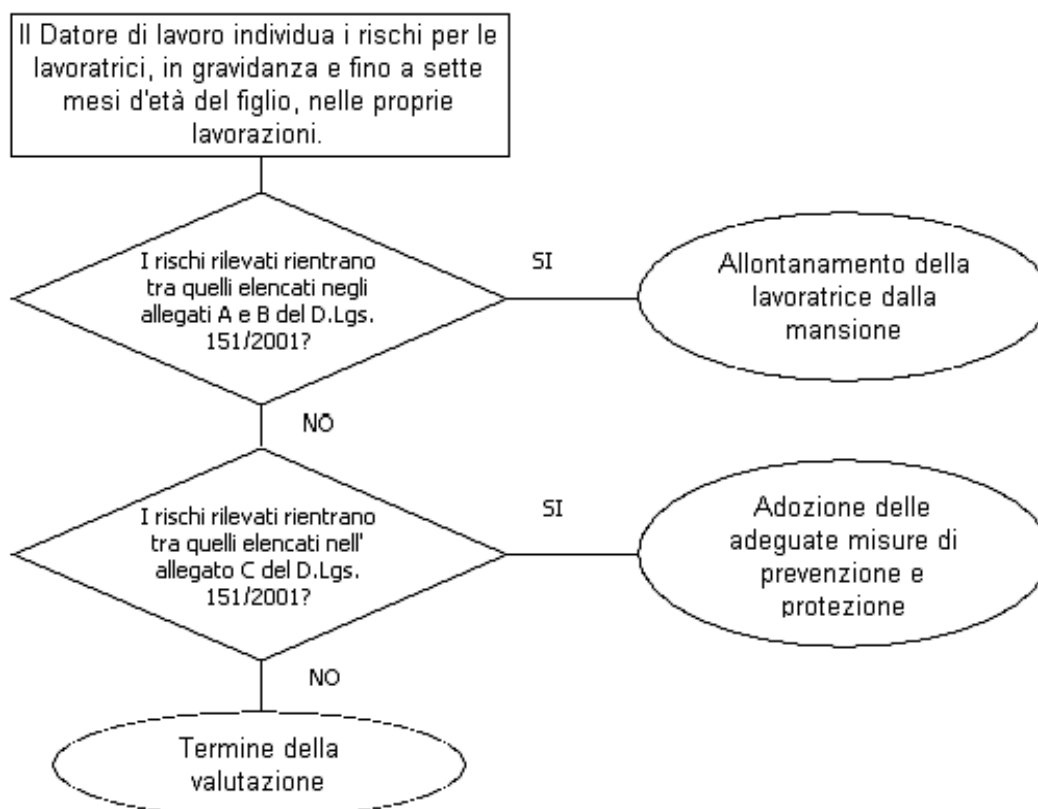 Il Datore di lavoro individua i rischi per le
lavoratrici, in gravidanza e fino a sette
mesi d'età del figlio, nelle proprie
lavorazioni.
I rischi rilevati rientrano
tra quelli elencati negli
allegati A e B del D.Lgs.
151/2001?
SI
Allontanamento della
lavoratrice dalla
mansione
NO
I rischi rilevati rientrano
tra quelli elencati nell'
allegato C del D.Lgs.
151/2001?
SI
Adozione delle
adeguate misure di
prevenzione e
protezione
NO
Termine della
valutazione